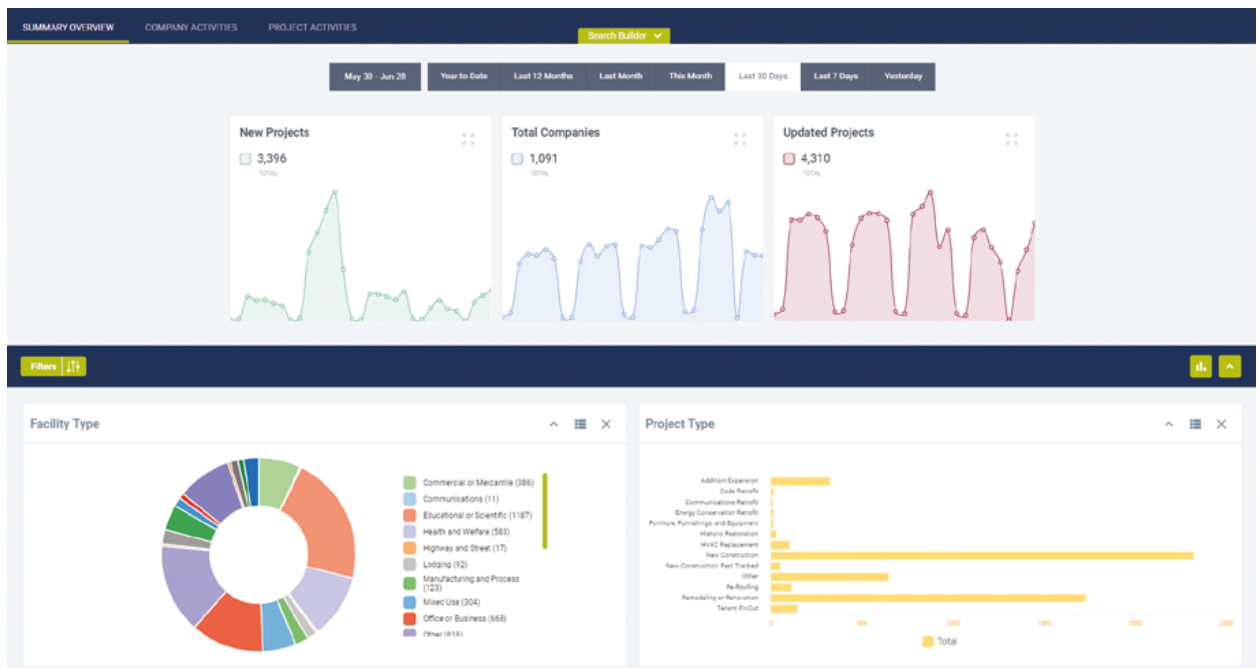 SUMMARY OVERVIEW
COMPANY ACTIVITIES
PROJECT ACTIVITIES
Search Builder
May 30 - Jun 28
Year to Date
Last 12 Months
Last Month
This Month
Last 30 Days
Last 7 Days
Yesterday
New Projects
3,396
TOTAL
Total Companies
1,091
TOTAL
Updated Projects
4,310
TOTAL
Filters
Facility Type
Commercial or Mercantile (386)
Communications (11)
Educational or Scientific (1187)
Health and Welfare (583)
Highway and Street (17)
Lodging (92)
Manufacturing and Process
(123)
Mixed Use (304)
Office or Business (668)
Other (818)
Project Type
Addition/Expansion
Code Retrofit
Communications Retrofit
Energy Conservation Retrofit
Furniture, Furnishings, and Equipment
Historic Restoration
HVAC Replacement
New Construction
New Construction, Fast Tracked
Other
Re-Roofing
Remodeling or Renovation
Tenant Fit-Out
0
500
1000
1500
2000
2500
Total